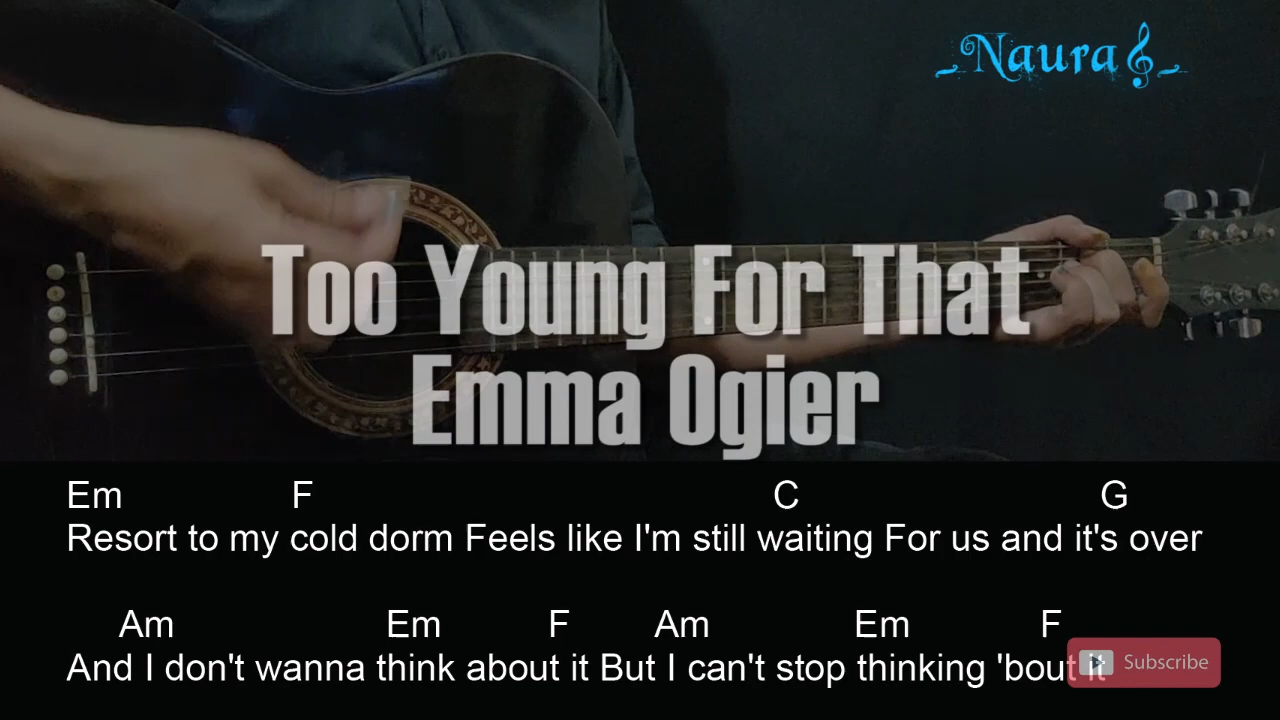 Naura
Too Young For That
Emma Ogier
Em F C G
Resort to my cold dorm Feels like I'm still waiting For us and it's over
Am Em F Am Em F
And I don't wanna think about it But I can't stop thinking 'bout it
Subscribe